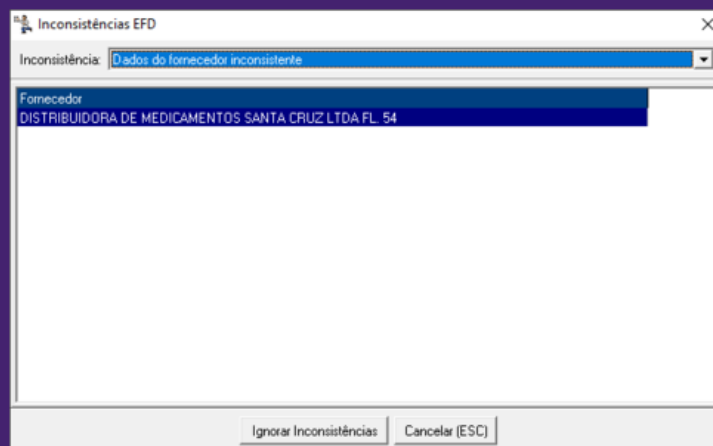 Inconsistências EFD
Inconsistência: Dados do fornecedor inconsistente
Fornecedor
DISTRIBUIDORA DE MEDICAMENTOS SANTA CRUZ LTDA FL. 54
Ignorar Inconsistências Cancelar (ESC)